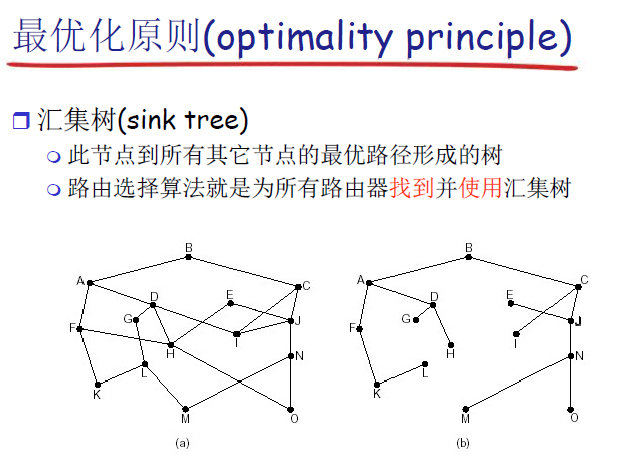 最优化原则(optimality principle)
汇集树(sink tree)
此节点到所有其它节点的最优路径形成的树
路由选择算法就是为所有路由器找到并使用汇集树
B
A
C
D
E
G
F
J
H
I
L
N
K
M
O
(a)
B
A
C
D
E
G
F
J
H
I
L
N
K
M
O
(b)